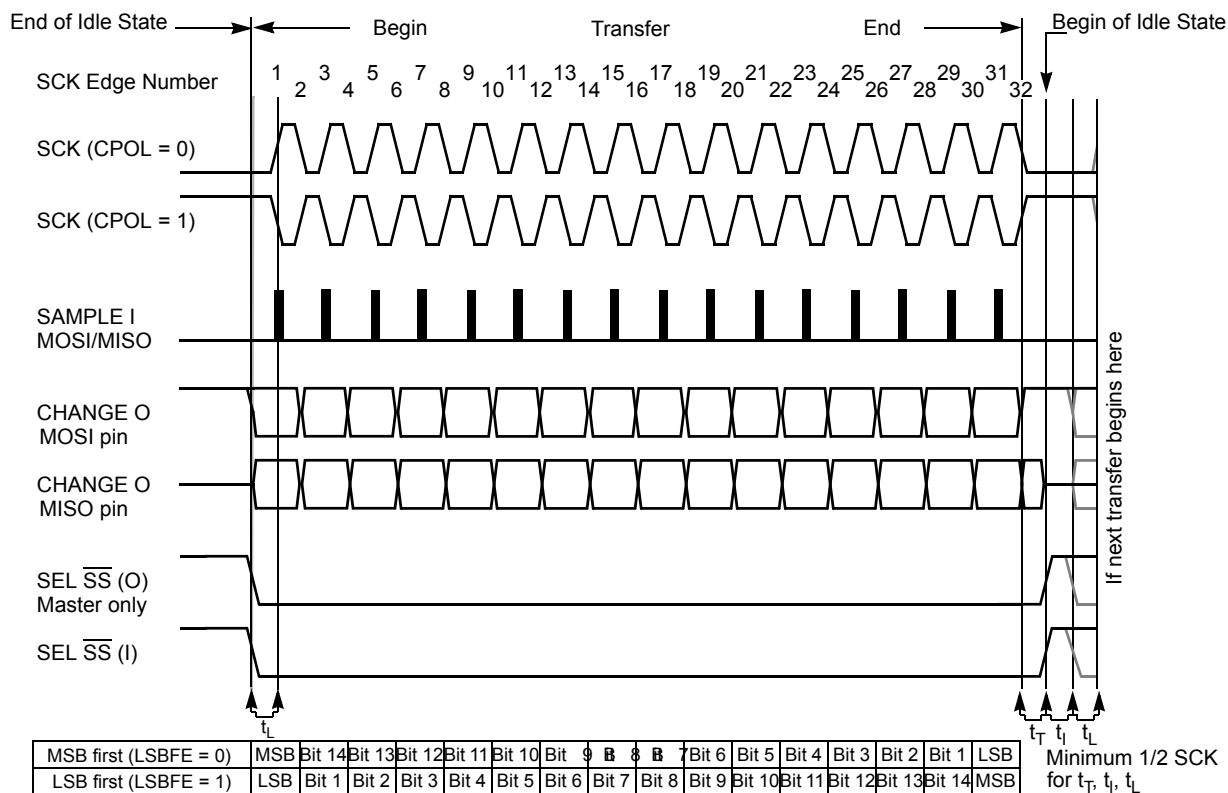 End of Idle State
Begin
Transfer
End
Begin of Idle State
SCK Edge Number
1 3 5 7 9 11 13 15 17 19 21 23 25 27 29 31
2 4 6 8 10 12 14 16 18 20 22 24 26 28 30 32
SCK (CPOL = 0)
SCK (CPOL = 1)
SAMPLE I
MOSI/MISO
CHANGE O
MOSI pin
CHANGE O
MISO pin
SEL SS (O)
Master only
SEL SS (I)
If next transfer begins here
tL
tT tI tL
MSB first (LSBFE = 0) MSB Bit 14 Bit 13 Bit 12 Bit 11 Bit 10 Bit 9 8 7 Bit 6 Bit 5 Bit 4 Bit 3 Bit 2 Bit 1 LSB
LSB first (LSBFE = 1) LSB Bit 1 Bit 2 Bit 3 Bit 4 Bit 5 Bit 6 Bit 7 Bit 8 Bit 9 Bit 10 Bit 11 Bit 12 Bit 13 Bit 14 MSB
Minimum 1/2 SCK
for tT, tI, tL